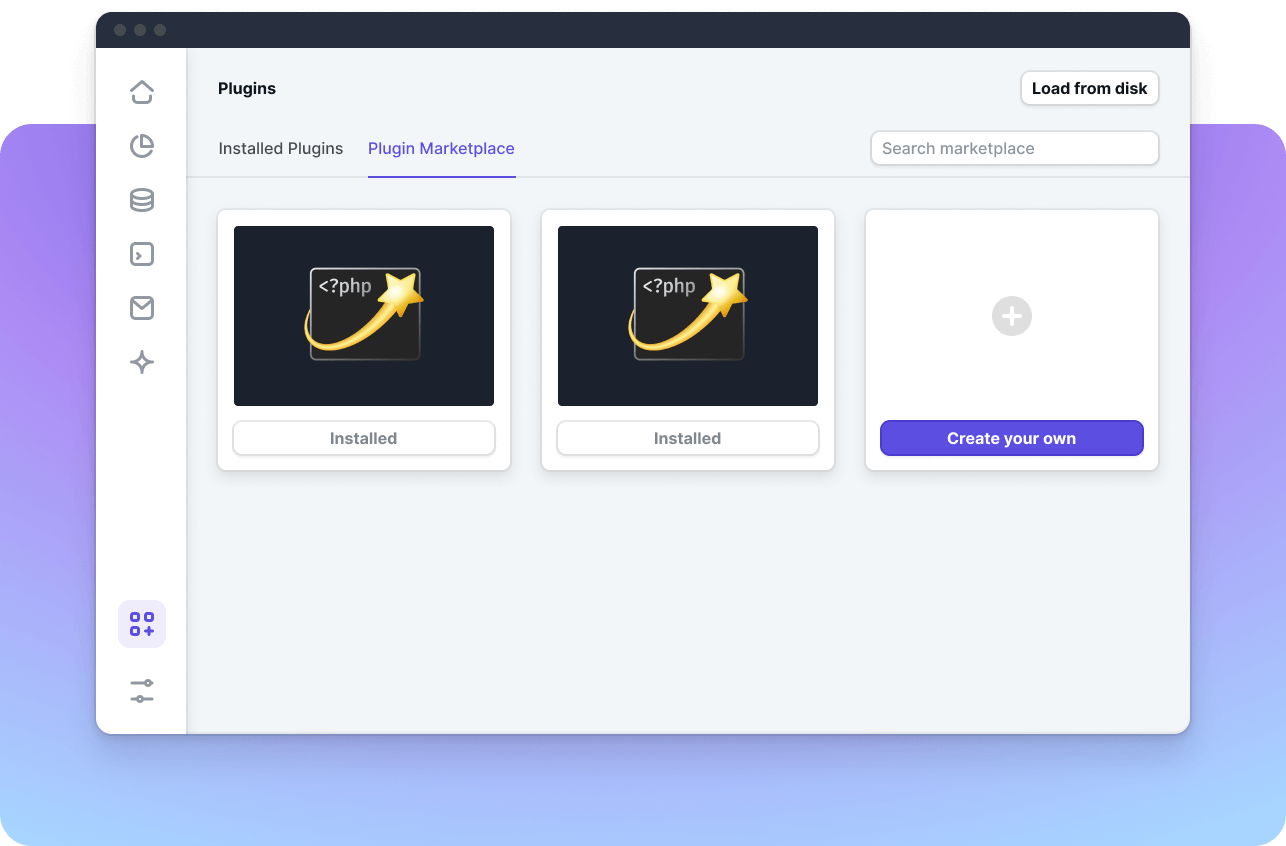 Plugins
Load from disk
Installed Plugins
Plugin Marketplace
Search marketplace
<?php
<?php
Installed
Installed
Create your own